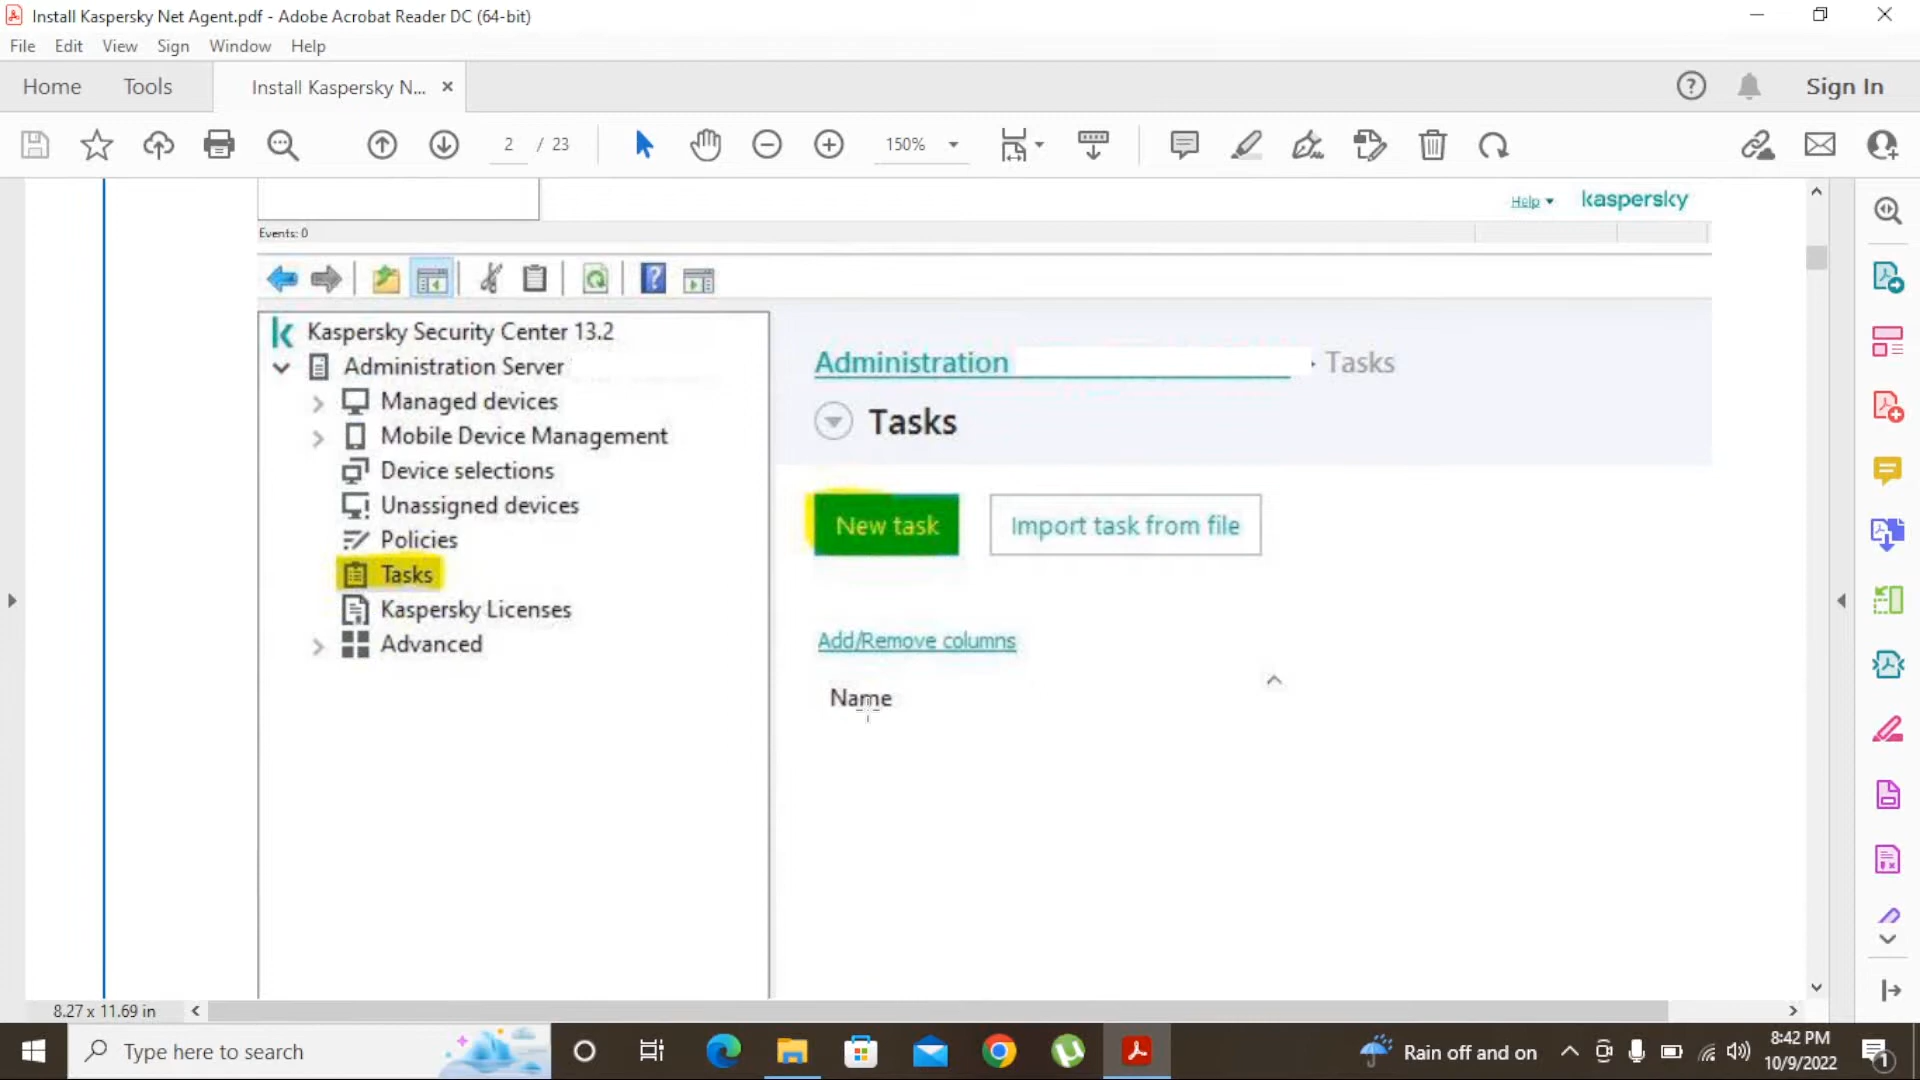 Install Kaspersky Net Agent.pdf - Adobe Acrobat Reader DC (64-bit)
File Edit View Sign Window Help
Home Tools Install Kaspersky N... Sign In
2 / 23 150%
Help kaspersky
Events: 0
Kaspersky Security Center 13.2
Administration Server
Managed devices
Mobile Device Management
Device selections
Unassigned devices
Policies
Tasks
Kaspersky Licenses
Advanced
Administration Tasks
Tasks
New task Import task from file
Add/Remove columns
Name
8.27 x 11.69 in
Type here to search
Rain off and on
8:42 PM
10/9/2022
1